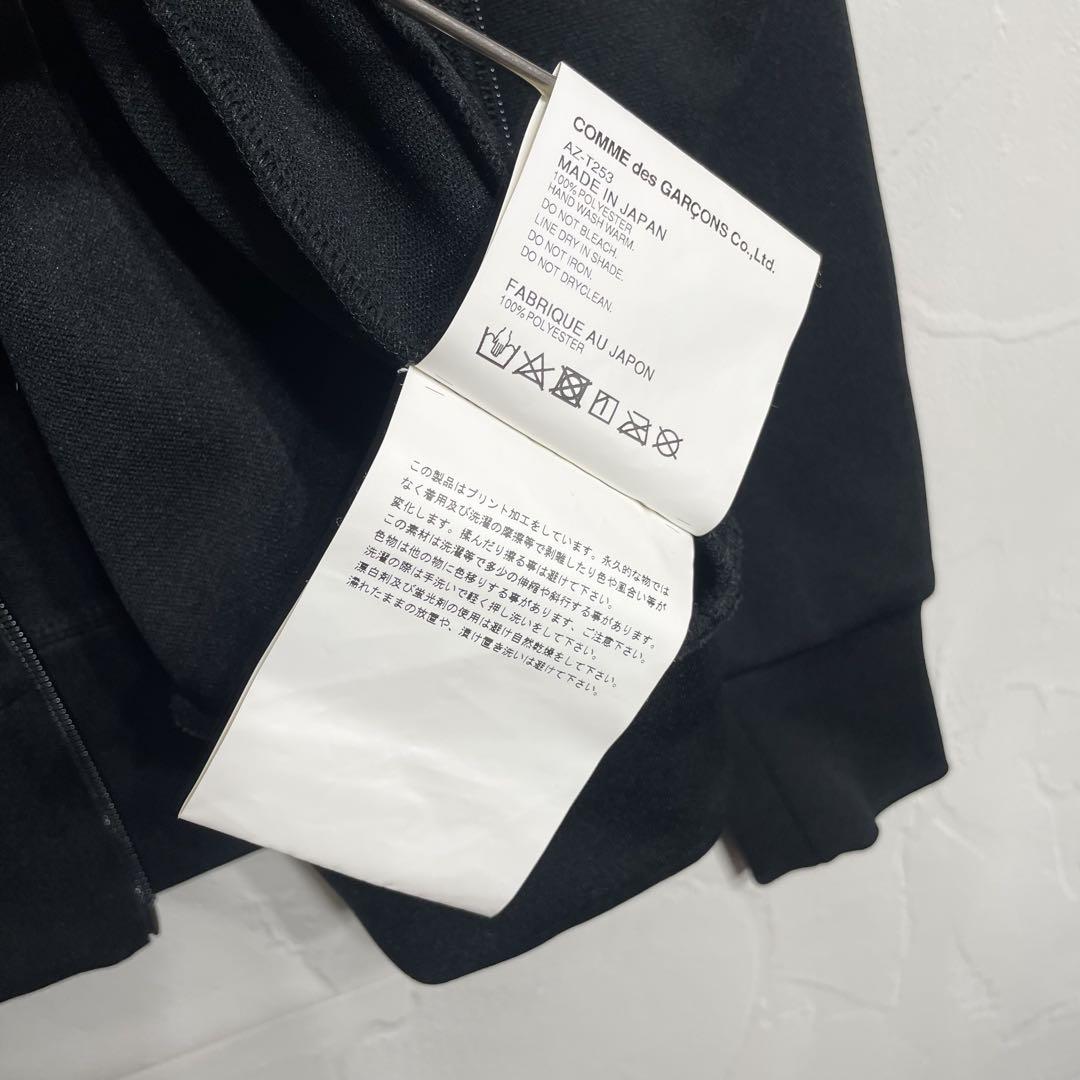 COMME des GARÇONS Co.,Ltd.
AZ-T253
MADE IN JAPAN
100% POLYESTER
HAND WASH WARM.
DO NOT BLEACH.
LINE DRY IN SHADE.
DO NOT IRON.
DO NOT DRYCLEAN.
FABRIQUE AU JAPON
100% POLYESTER
この製品はプリント加工をしています。永久的な物では
なく着用及び洗濯の摩擦等で剥離したり色や風合い等が
変化します。揉んだり擦る事は避けて下さい。
この素材は洗濯等で多少の伸縮や斜行する事があります。
色物は他の物に色移りする事があります、ご注意下さい。
洗濯の際は手洗いで軽く押し洗いをして下さい。
漂白剤及び蛍光剤の使用は避け自然乾燥をして下さい。
濡れたままの放置や、漬け置き洗いは避けて下さい。